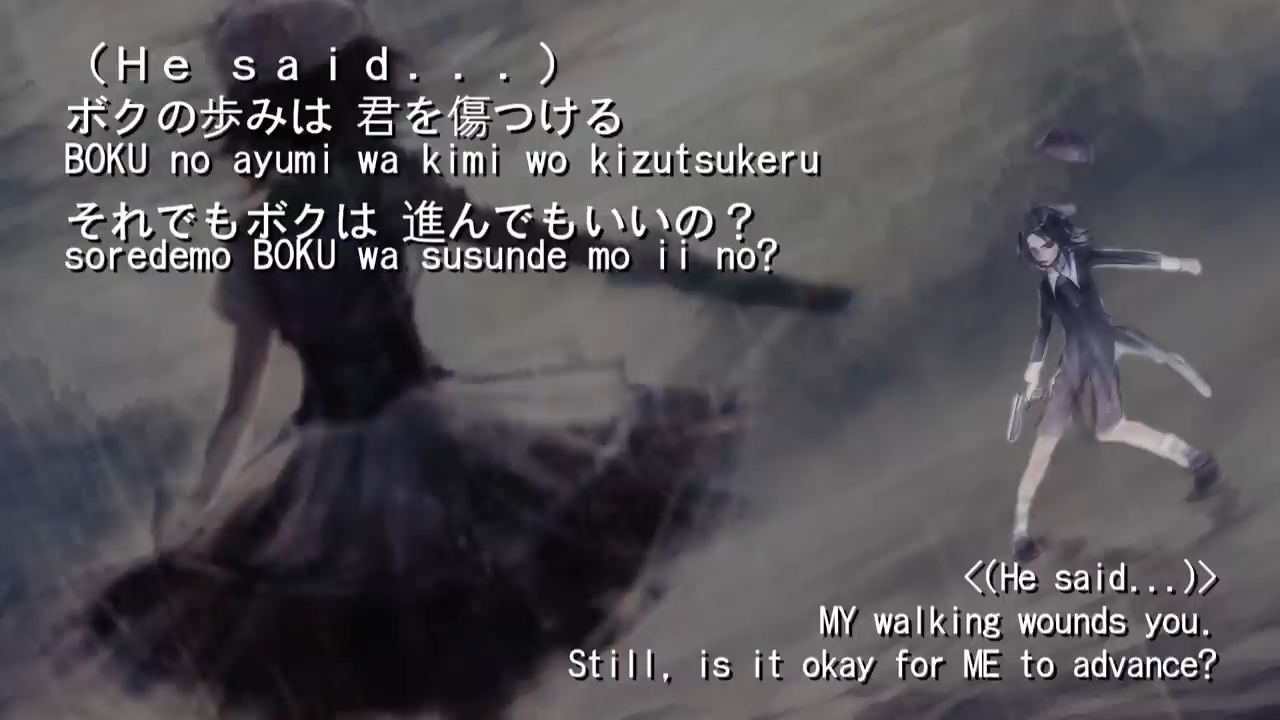 （Ｈｅ ｓａｉｄ．．．）
ボクの歩みは 君を傷つける
BOKU no ayumi wa kimi wo kizutsukeru
それでもボクは 進んでもいいの？
soredemo BOKU wa susunde mo ii no?
<(He said...)>
MY walking wounds you.
Still, is it okay for ME to advance?